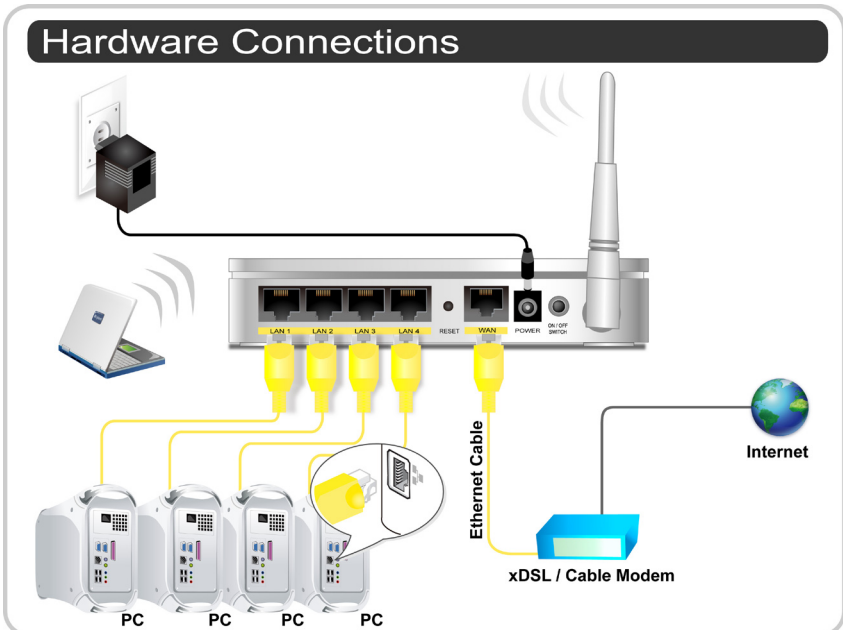 Hardware Connections
LAN 1 LAN 2 LAN 3 LAN 4 RESET WAN POWER ON / OFF
SWITCH
Ethernet Cable
Internet
xDSL / Cable Modem
PC PC PC PC